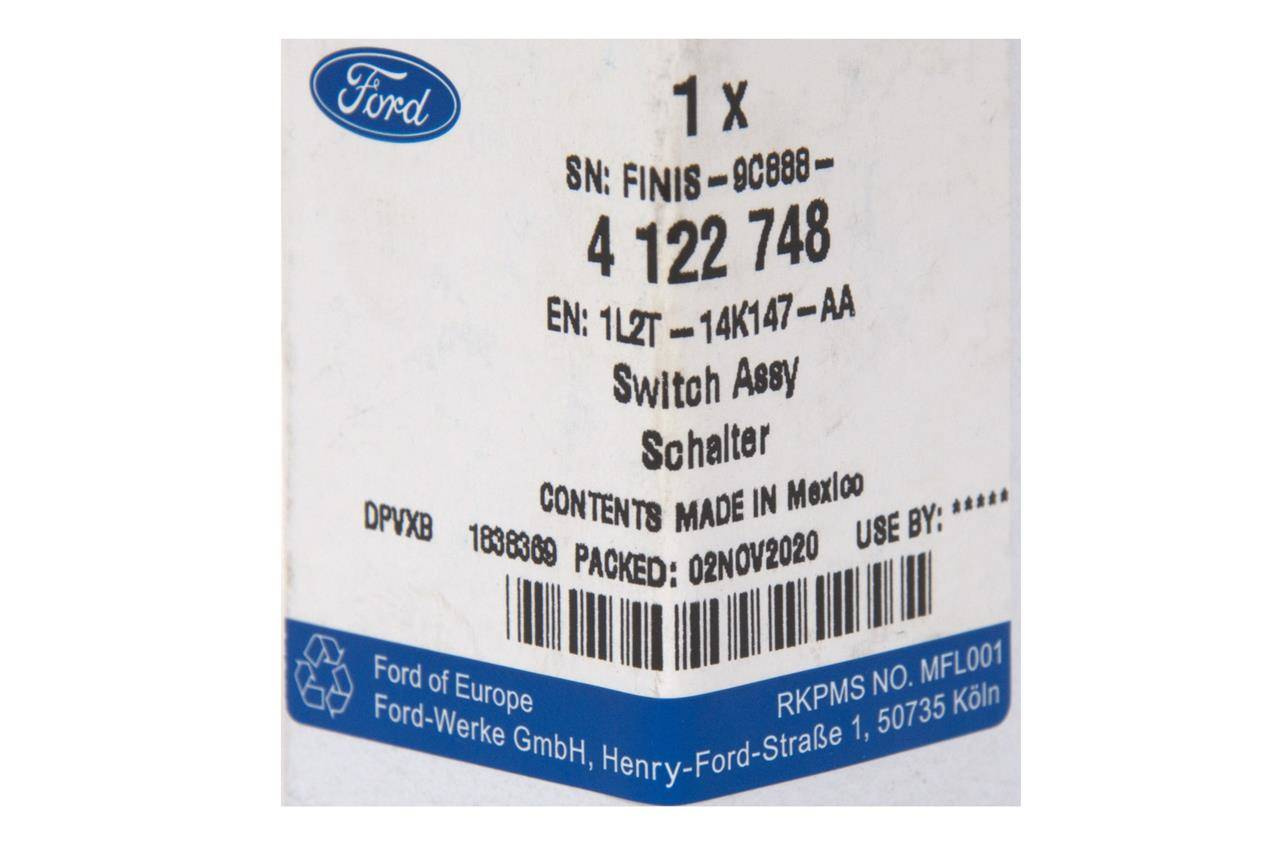 Ford
1 x
SN: FINIS-9C888-
4 122 748
EN: 1L2T-14K147-AA
Switch Assy
Schalter
CONTENTS MADE IN Mexico
DPVXB 1838369 PACKED: 02NOV2020 USE BY: *****
Ford of Europe RKPMS NO. MFL001
Ford-Werke GmbH, Henry-Ford-Straße 1, 50735 Köln